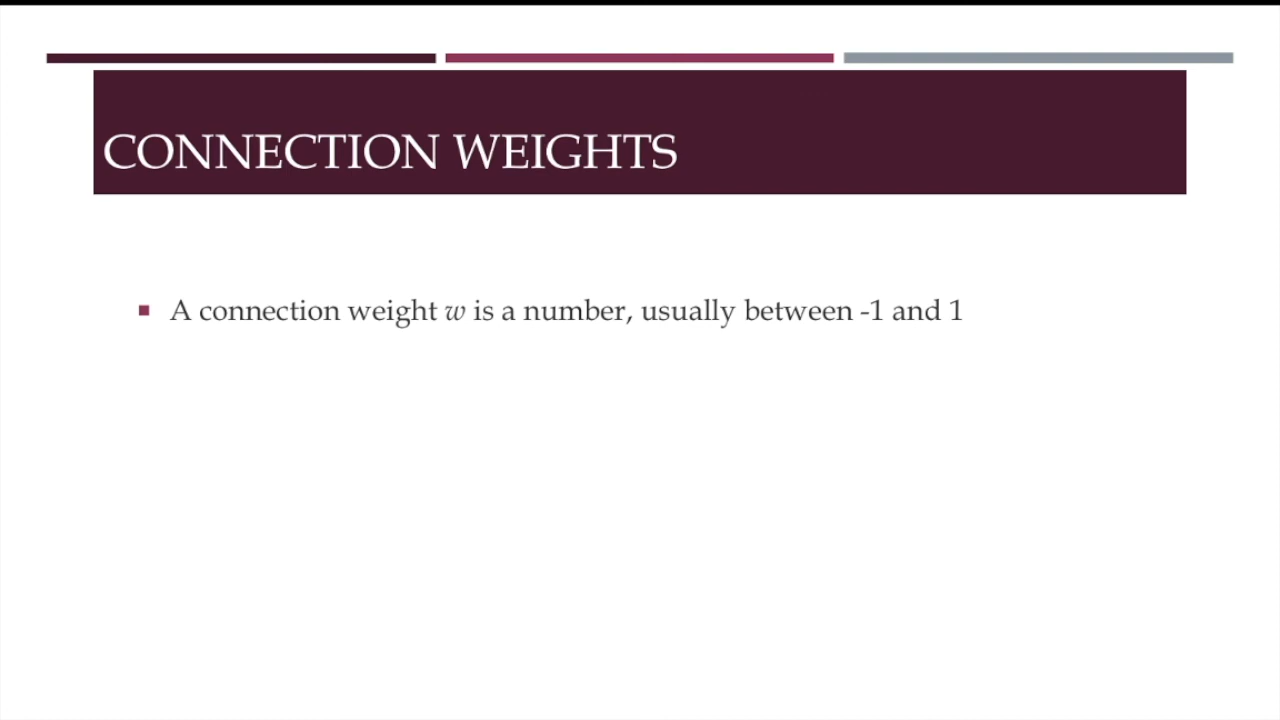 CONNECTION WEIGHTS
A connection weight w is a number, usually between -1 and 1